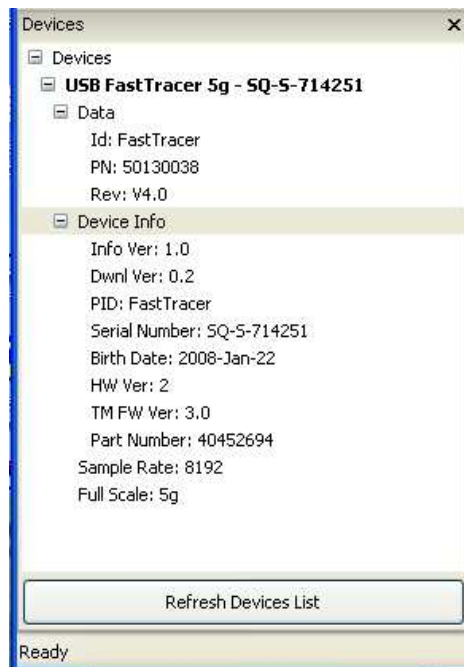 Devices
Devices
USB FastTracer 5g - SQ-S-714251
Data
Id: FastTracer
PN: 50130038
Rev: V4.0
Device Info
Info Ver: 1.0
Dwnl Ver: 0.2
PID: FastTracer
Serial Number: SQ-S-714251
Birth Date: 2008-Jan-22
HW Ver: 2
TM FW Ver: 3.0
Part Number: 40452694
Sample Rate: 8192
Full Scale: 5g
Refresh Devices List
Ready